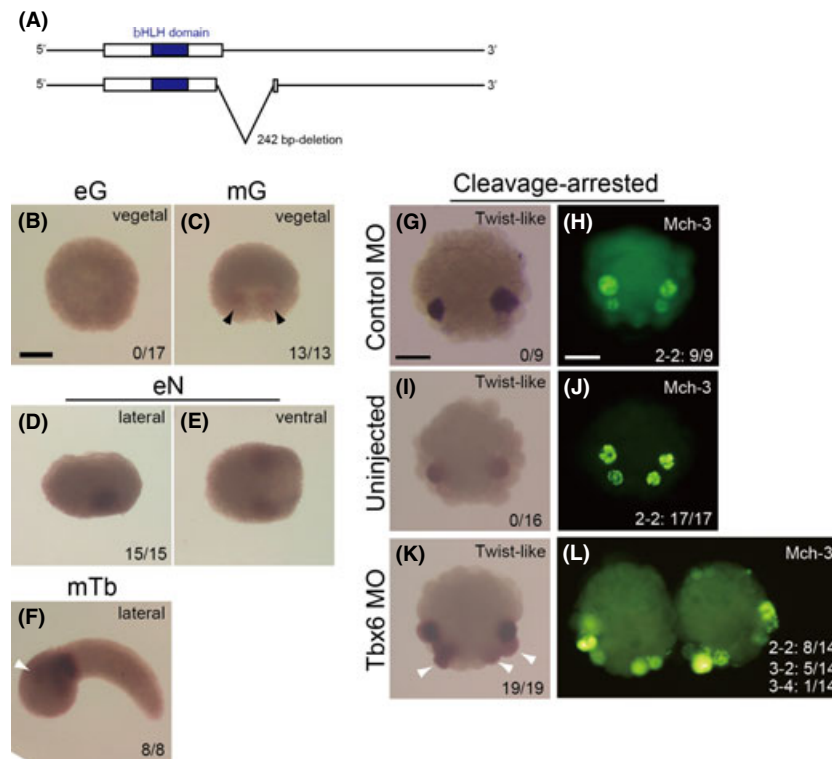 (A)
bHLH domain
5' 3'
5' 3'
242 bp-deletion
eG mG
(B) vegetal
0/17
(C) vegetal
13/13
eN
(D) lateral
15/15
(E) ventral
mTb
(F) lateral
8/8
Cleavage-arrested
Control MO
(G) Twist-like
0/9
(H) Mch-3
2-2: 9/9
Uninjected
(I) Twist-like
0/16
(J) Mch-3
2-2: 17/17
Tbx6 MO
(K) Twist-like
19/19
(L) Mch-3
2-2: 8/14
3-2: 5/14
3-4: 1/14